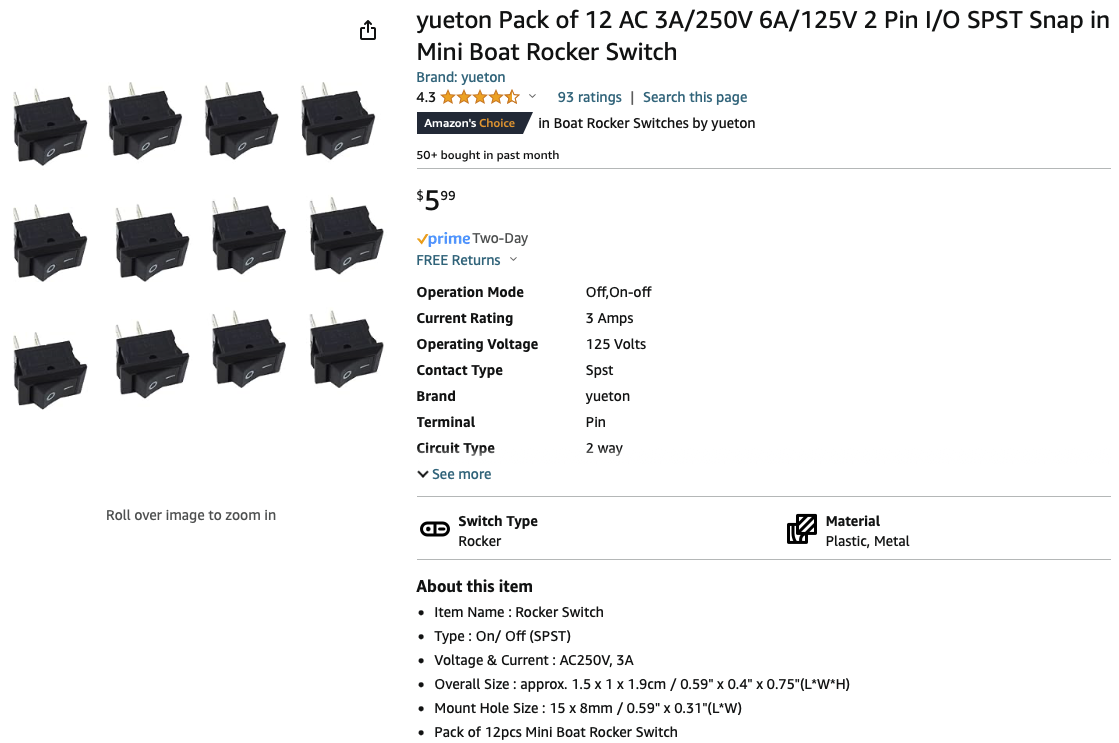 yueton Pack of 12 AC 3A/250V 6A/125V 2 Pin I/O SPST Snap in
Mini Boat Rocker Switch
Brand: yueton
4.3 93 ratings | Search this page
Amazon's Choice in Boat Rocker Switches by yueton
50+ bought in past month
$5.99
prime Two-Day
FREE Returns
Operation Mode Off,On-off
Current Rating 3 Amps
Operating Voltage 125 Volts
Contact Type Spst
Brand yueton
Terminal Pin
Circuit Type 2 way
See more
Roll over image to zoom in
Switch Type
Rocker
Material
Plastic, Metal
About this item
• Item Name : Rocker Switch
• Type : On/ Off (SPST)
• Voltage & Current : AC250V, 3A
• Overall Size : approx. 1.5 x 1 x 1.9cm / 0.59" x 0.4" x 0.75"(L*W*H)
• Mount Hole Size : 15 x 8mm / 0.59" x 0.31"(L*W)
• Pack of 12pcs Mini Boat Rocker Switch